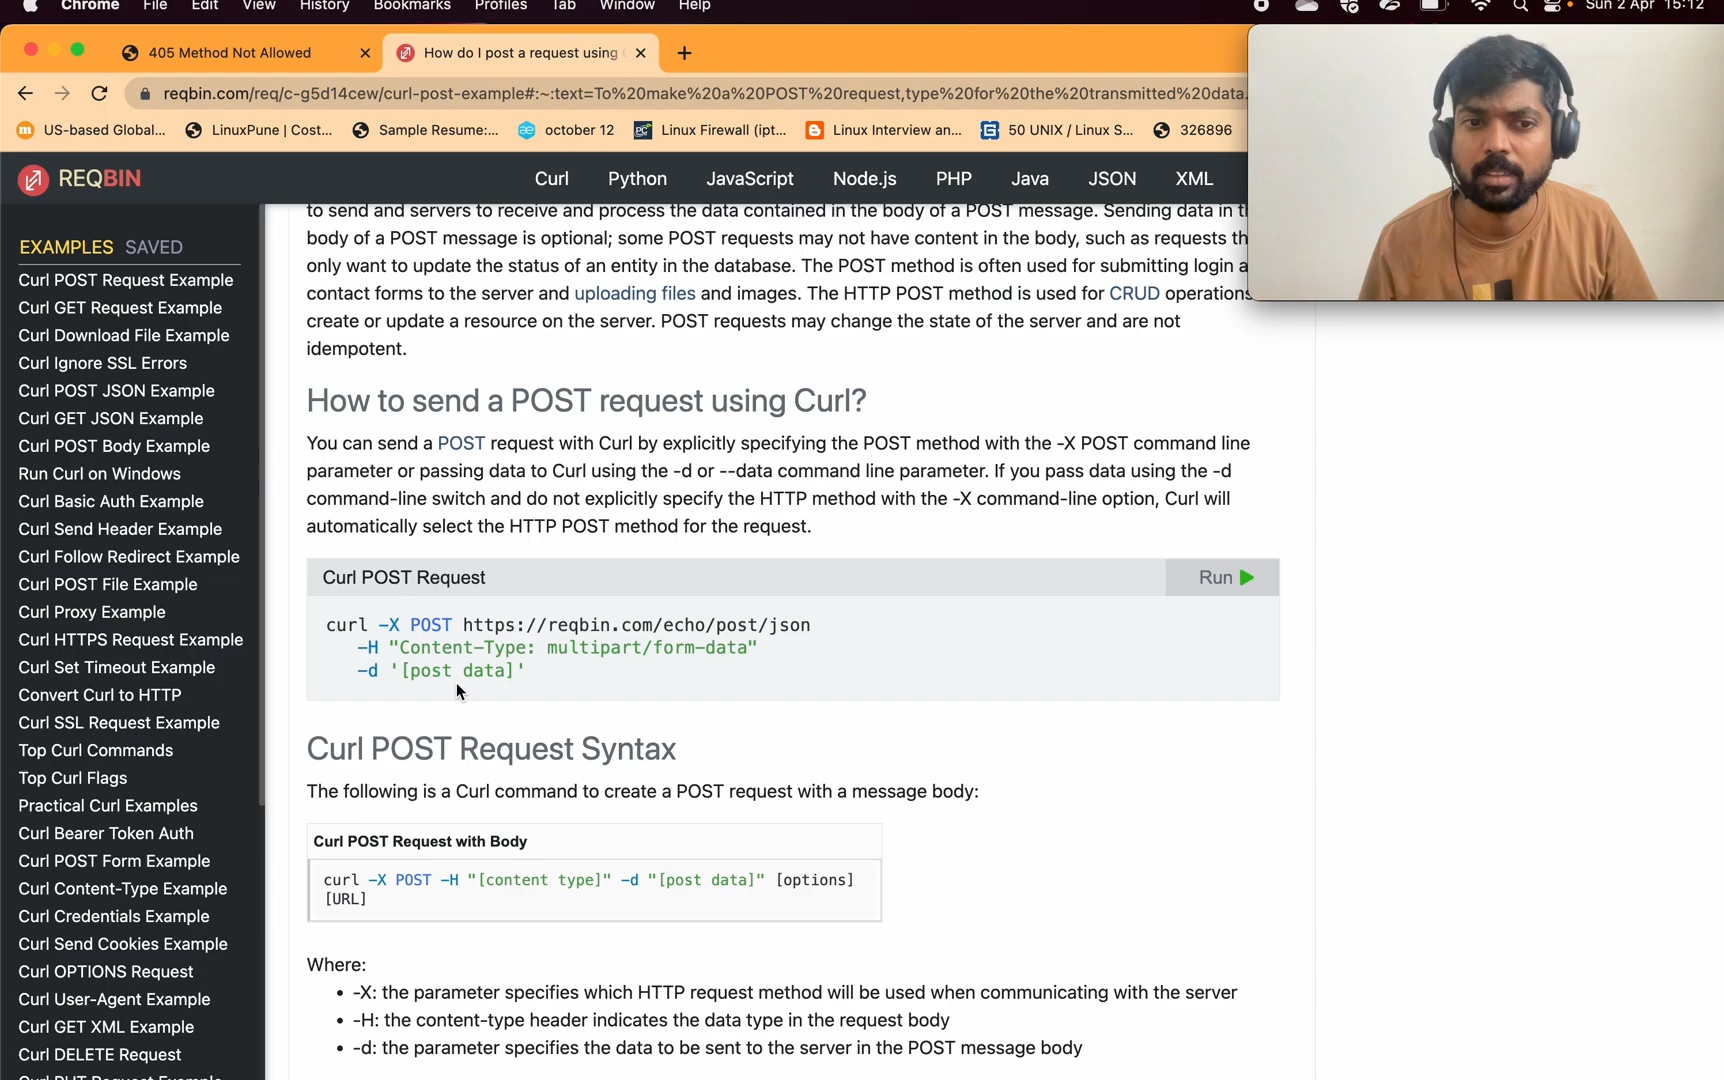 Chrome File Edit View History Bookmarks Profiles Tab Window Help Sun 2 Apr 15:12
405 Method Not Allowed How do I post a request using
reqbin.com/req/c-g5d14cew/curl-post-example#:~:text=To%20make%20a%20POST%20request,type%20for%20the%20transmitted%20data.
US-based Global... LinuxPune | Cost... Sample Resume:... october 12 Linux Firewall (ipt... Linux Interview an... 50 UNIX / Linux S... 326896
REQBIN Curl Python JavaScript Node.js PHP Java JSON XML
EXAMPLES SAVED
Curl POST Request Example
Curl GET Request Example
Curl Download File Example
Curl Ignore SSL Errors
Curl POST JSON Example
Curl GET JSON Example
Curl POST Body Example
Run Curl on Windows
Curl Basic Auth Example
Curl Send Header Example
Curl Follow Redirect Example
Curl POST File Example
Curl Proxy Example
Curl HTTPS Request Example
Curl Set Timeout Example
Convert Curl to HTTP
Curl SSL Request Example
Top Curl Commands
Top Curl Flags
Practical Curl Examples
Curl Bearer Token Auth
Curl POST Form Example
Curl Content-Type Example
Curl Credentials Example
Curl Send Cookies Example
Curl OPTIONS Request
Curl User-Agent Example
Curl GET XML Example
Curl DELETE Request
Curl PUT Request Example
to send and servers to receive and process the data contained in the body of a POST message. Sending data in
body of a POST message is optional; some POST requests may not have content in the body, such as requests
only want to update the status of an entity in the database. The POST method is often used for submitting login
contact forms to the server and uploading files and images. The HTTP POST method is used for CRUD operations
create or update a resource on the server. POST requests may change the state of the server and are not
idempotent.
How to send a POST request using Curl?
You can send a POST request with Curl by explicitly specifying the POST method with the -X POST command line
parameter or passing data to Curl using the -d or --data command line parameter. If you pass data using the -d
command-line switch and do not explicitly specify the HTTP method with the -X command-line option, Curl will
automatically select the HTTP POST method for the request.
Curl POST Request Run
curl -X POST https://reqbin.com/echo/post/json
-H "Content-Type: multipart/form-data"
-d '[post data]'
Curl POST Request Syntax
The following is a Curl command to create a POST request with a message body:
Curl POST Request with Body
curl -X POST -H "[content type]" -d "[post data]" [options]
[URL]
Where:
• -X: the parameter specifies which HTTP request method will be used when communicating with the server
• -H: the content-type header indicates the data type in the request body
• -d: the parameter specifies the data to be sent to the server in the POST message body